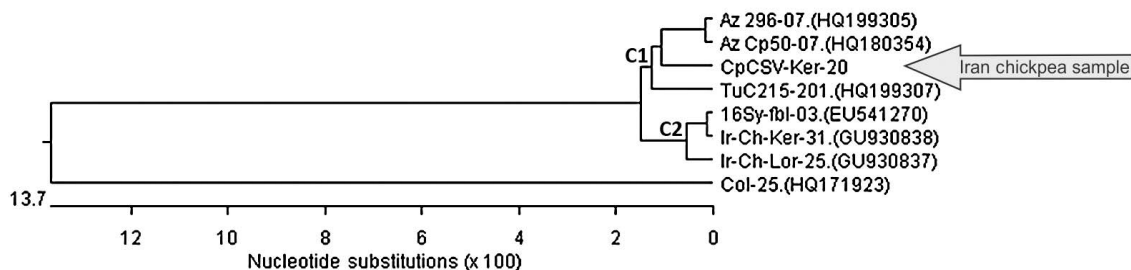 Az 296-07.(HQ199305)
Az Cp50-07.(HQ180354)
C1
CpCSV-Ker-20
Iran chickpea sample
TuC215-201.(HQ199307)
16Sy-fbl-03.(EU541270)
C2
Ir-Ch-Ker-31.(GU930838)
Ir-Ch-Lor-25.(GU930837)
Col-25.(HQ171923)
13.7
12 10 8 6 4 2 0
Nucleotide substitutions (x 100)